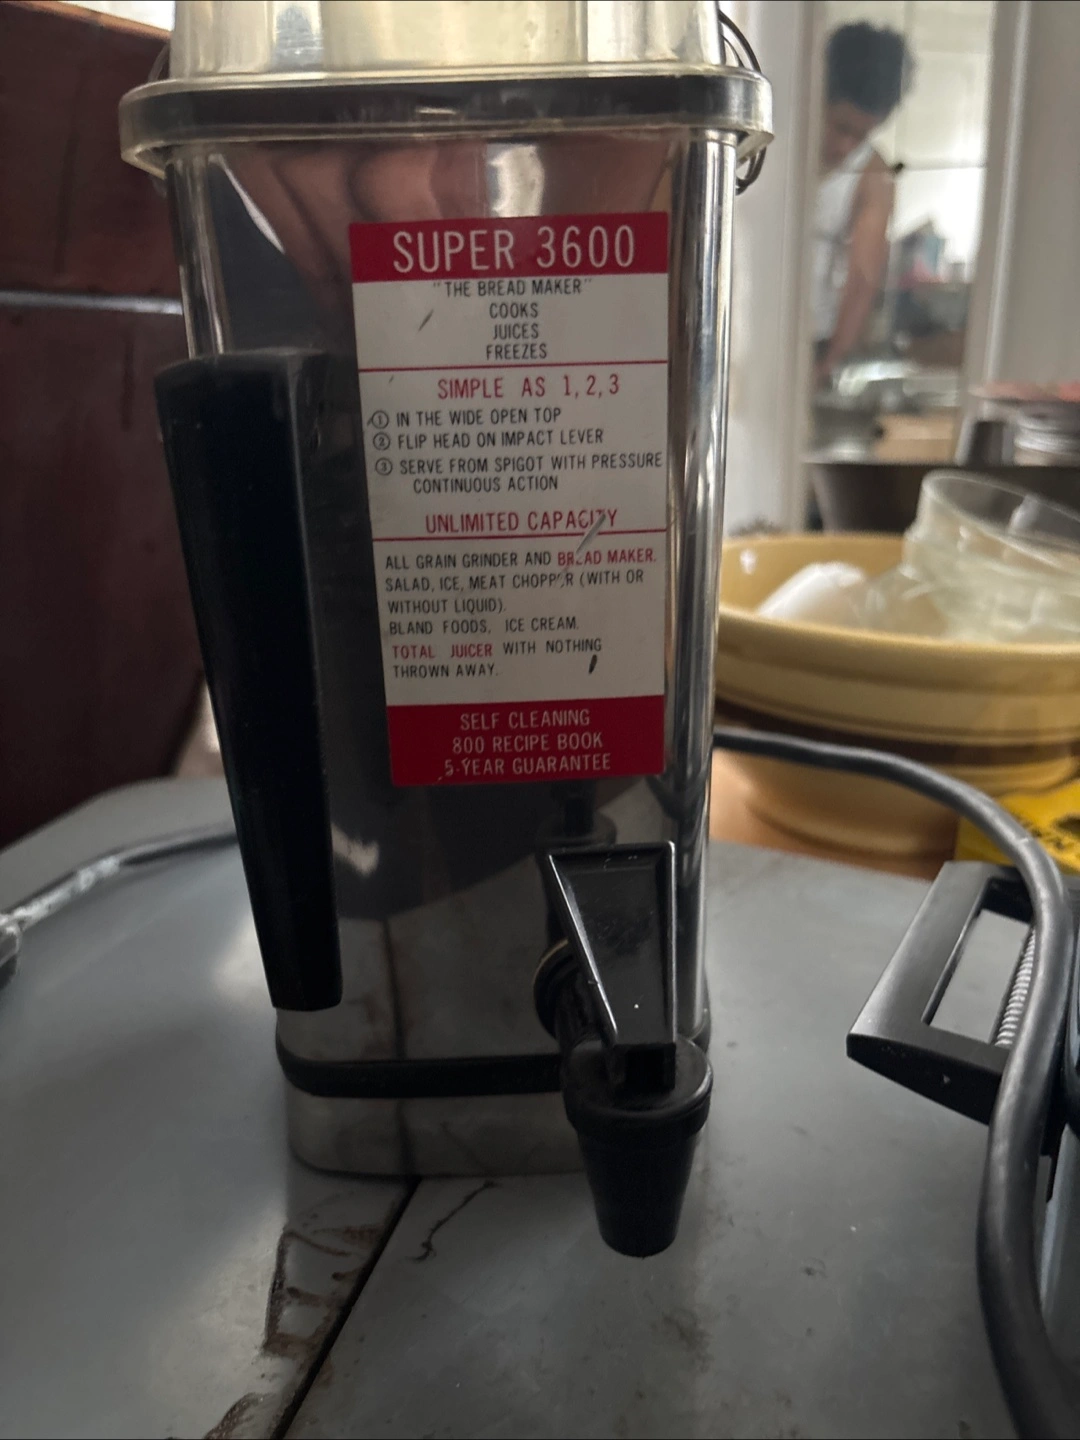 SUPER 3600
"THE BREAD MAKER"
COOKS
JUICES
FREEZES
SIMPLE AS 1, 2, 3
① IN THE WIDE OPEN TOP
② FLIP HEAD ON IMPACT LEVER
③ SERVE FROM SPIGOT WITH PRESSURE
CONTINUOUS ACTION
UNLIMITED CAPACITY
ALL GRAIN GRINDER AND BREAD MAKER.
SALAD, ICE, MEAT CHOPPER (WITH OR
WITHOUT LIQUID).
BLAND FOODS, ICE CREAM.
TOTAL JUICER WITH NOTHING
THROWN AWAY.
SELF CLEANING
800 RECIPE BOOK
5-YEAR GUARANTEE